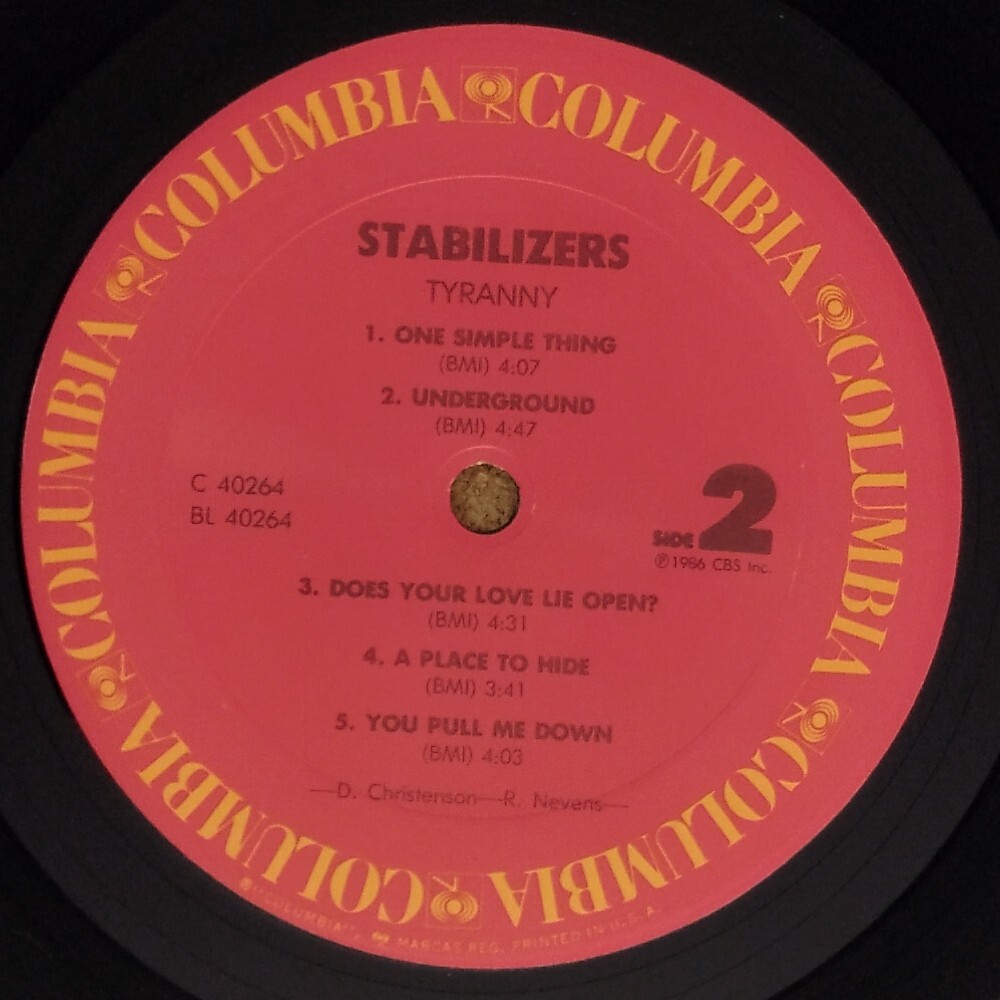 COLUMBIA COLUMBIA COLUMBIA COLUMBIA COLUMBIA COLUMBIA COLUMBIA COLUMBIA
STABILIZERS
TYRANNY
1. ONE SIMPLE THING
(BMI) 4:07
2. UNDERGROUND
(BMI) 4:47
C 40264
BL 40264
SIDE 2
℗ 1986 CBS Inc.
3. DOES YOUR LOVE LIE OPEN?
(BMI) 4:31
4. A PLACE TO HIDE
(BMI) 3:41
5. YOU PULL ME DOWN
(BMI) 4:03
—D. Christenson—R. Nevens—
® "COLUMBIA", MARCAS REG. PRINTED IN U.S.A.